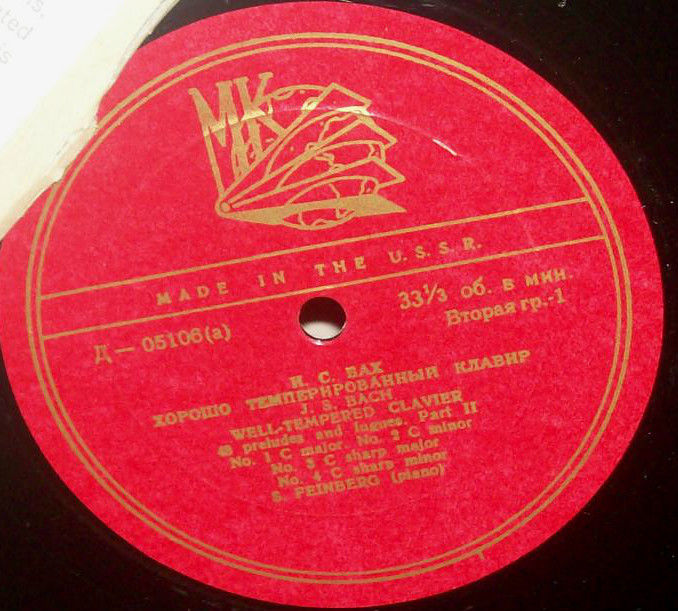 ted
is
МК
MADE IN THE U.S.S.R.
Д — 05106(а)
33⅓ об. в мин.
Вторая гр.-1
И. С. БАХ
ХОРОШО ТЕМПЕРИРОВАННЫЙ КЛАВИР
J. S. BACH
WELL-TEMPERED CLAVIER
48 preludes and fugues. Part II
No. 1 C major. No. 2 C minor
No. 3 C sharp major
No. 4 C sharp minor
S. FEINBERG (piano)